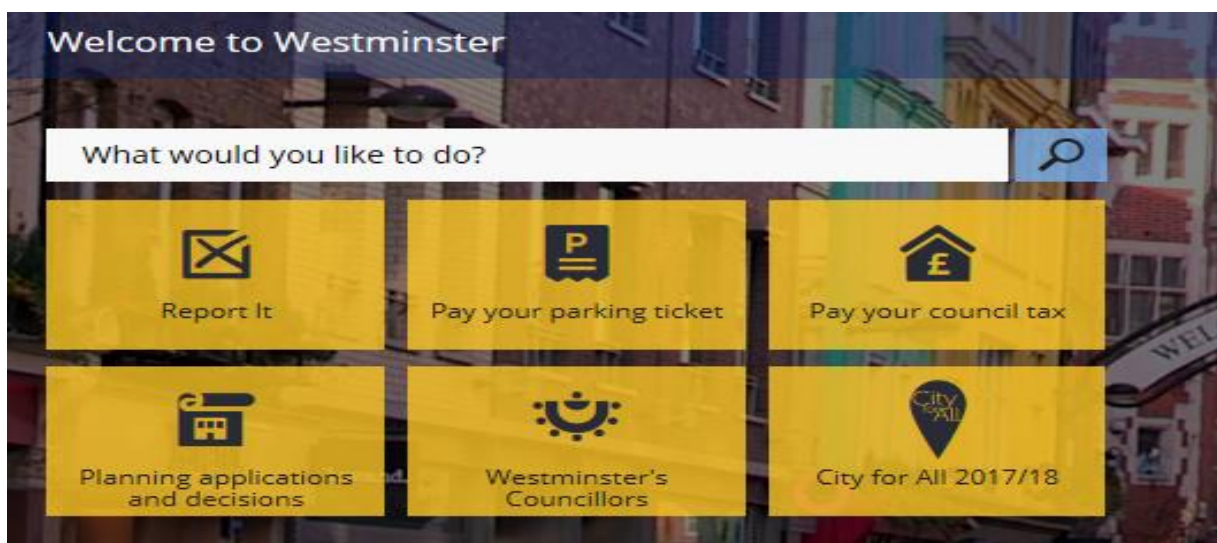 Welcome to Westminster
What would you like to do?
P
£
Report It
Pay your parking ticket
Pay your council tax
City
for
All
Planning applications
and decisions
Westminster's
Councillors
City for All 2017/18
WEL